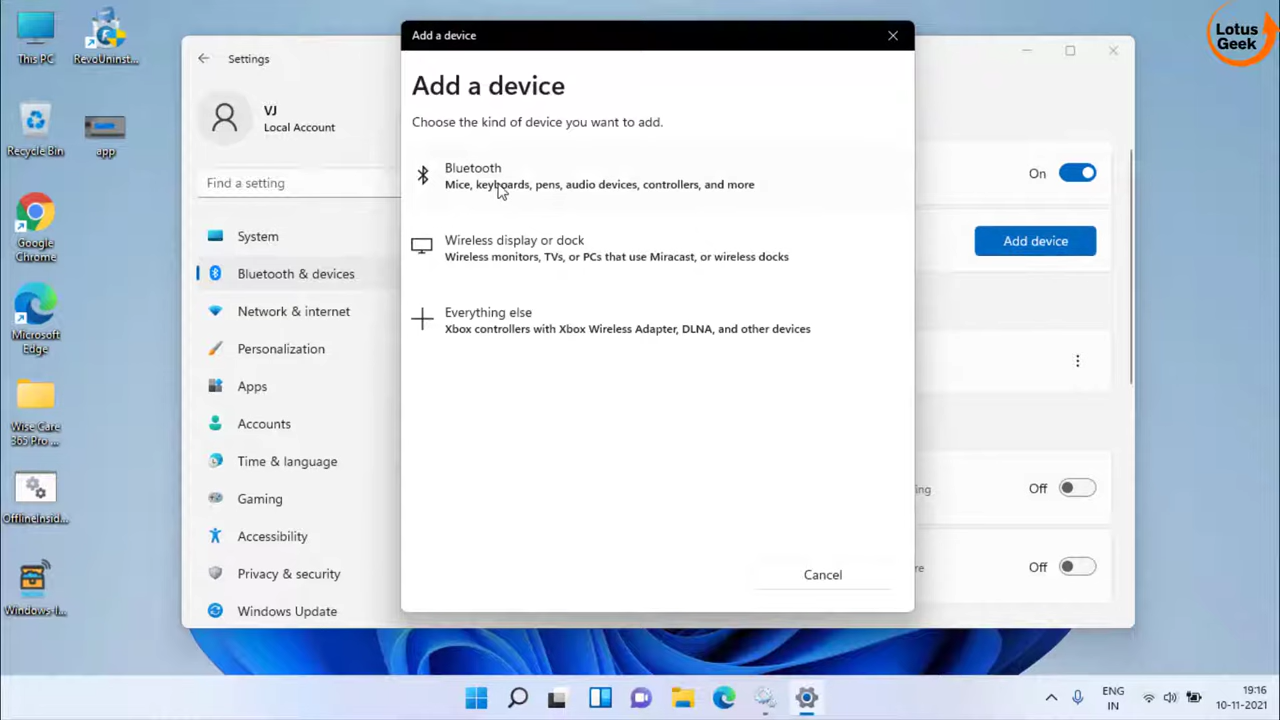 This PC
RevoUninst...
Recycle Bin
app
Google
Chrome
Microsoft
Edge
Wise Care
365 Pro ...
OfflineInsid...
Windows-I...
Settings
VJ
Local Account
Find a setting
System
Bluetooth & devices
Network & internet
Personalization
Apps
Accounts
Time & language
Gaming
Accessibility
Privacy & security
Windows Update
Add a device
Add a device
Choose the kind of device you want to add.
Bluetooth
Mice, keyboards, pens, audio devices, controllers, and more
Wireless display or dock
Wireless monitors, TVs, or PCs that use Miracast, or wireless docks
Everything else
Xbox controllers with Xbox Wireless Adapter, DLNA, and other devices
Cancel
On
Add device
ing
Off
re
Off
Lotus
Geek
ENG
IN
19:16
10-11-2021